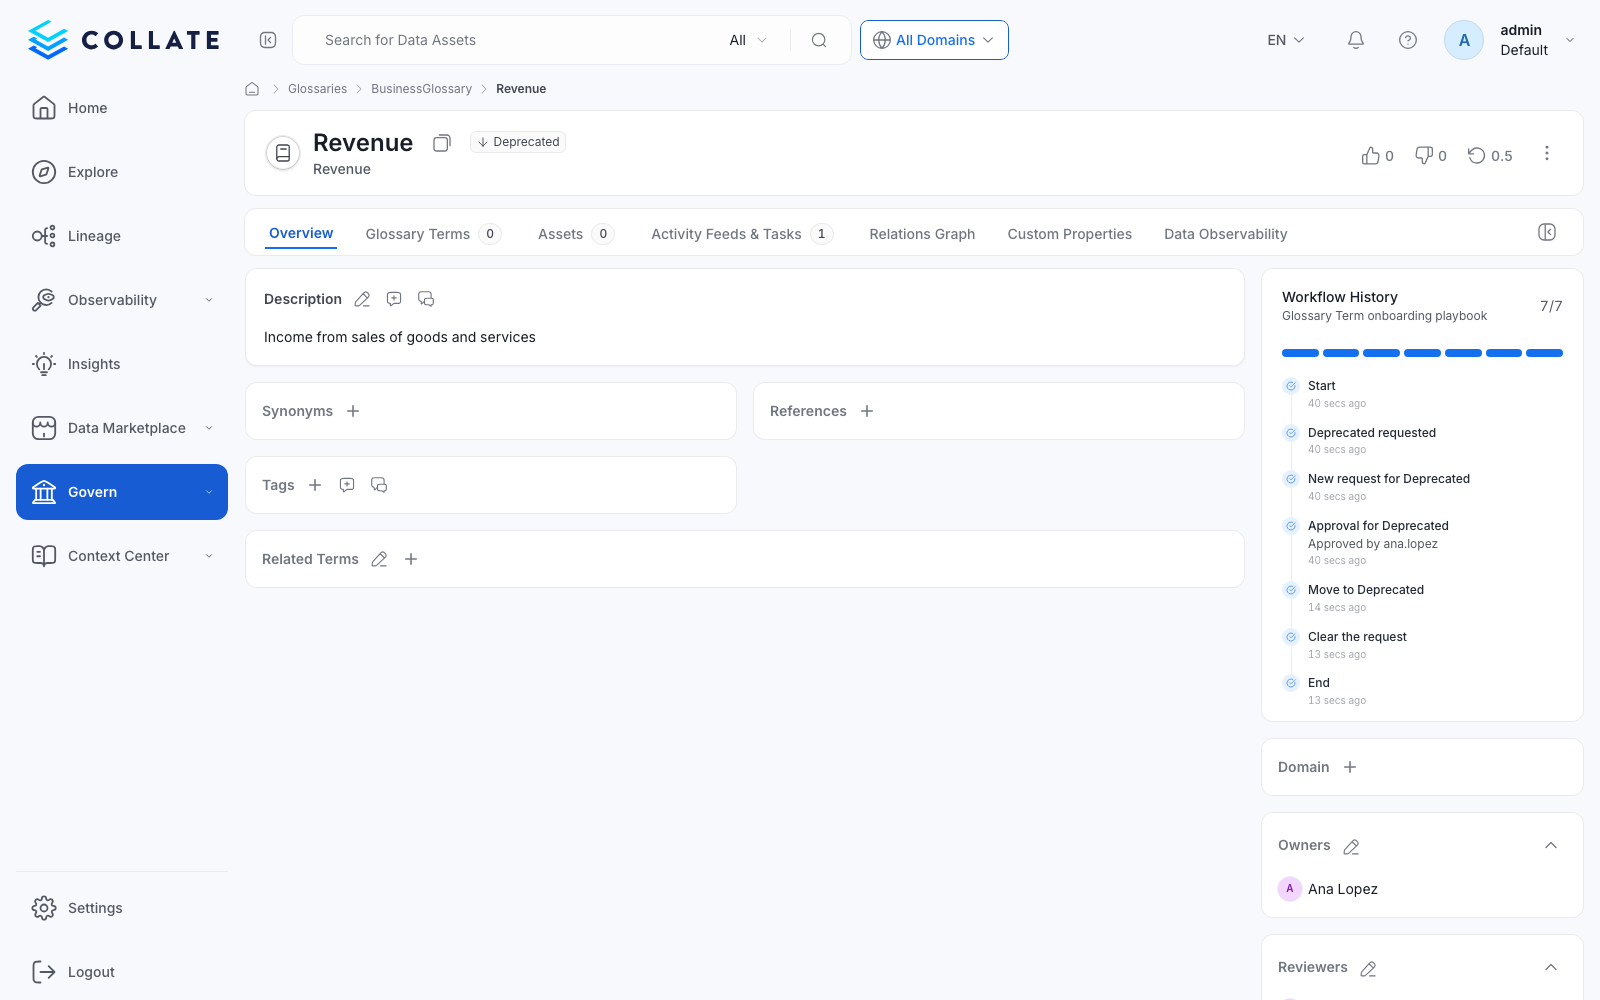 COLLATE
Search for Data Assets
All
All Domains
EN
A
admin
Default
Home
Explore
Lineage
Observability
Insights
Data Marketplace
Govern
Context Center
Settings
Logout
Glossaries
BusinessGlossary
Revenue
Revenue
Deprecated
Revenue
0
0
0.5
Overview
Glossary Terms 0
Assets 0
Activity Feeds & Tasks 1
Relations Graph
Custom Properties
Data Observability
Description
Income from sales of goods and services
Synonyms
References
Tags
Related Terms
Workflow History
Glossary Term onboarding playbook
7/7
Start
40 secs ago
Deprecated requested
40 secs ago
New request for Deprecated
40 secs ago
Approval for Deprecated
Approved by ana.lopez
40 secs ago
Move to Deprecated
14 secs ago
Clear the request
13 secs ago
End
13 secs ago
Domain
Owners
A
Ana Lopez
Reviewers